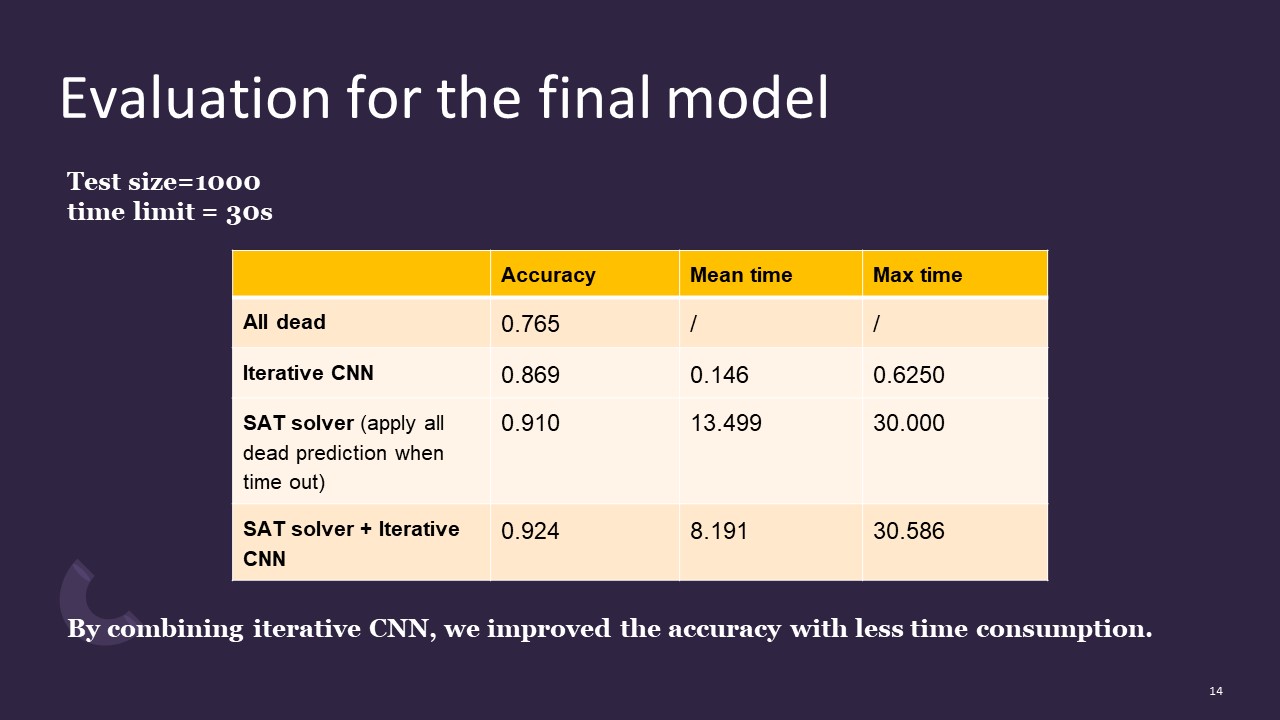 Evaluation for the final model
Test size=1000
time limit = 30s
Accuracy Mean time Max time
All dead 0.765 / /
Iterative CNN 0.869 0.146 0.6250
SAT solver (apply all 0.910 13.499 30.000
dead prediction when
time out)
SAT solver + Iterative 0.924 8.191 30.586
CNN
By combining iterative CNN, we improved the accuracy with less time consumption.
14